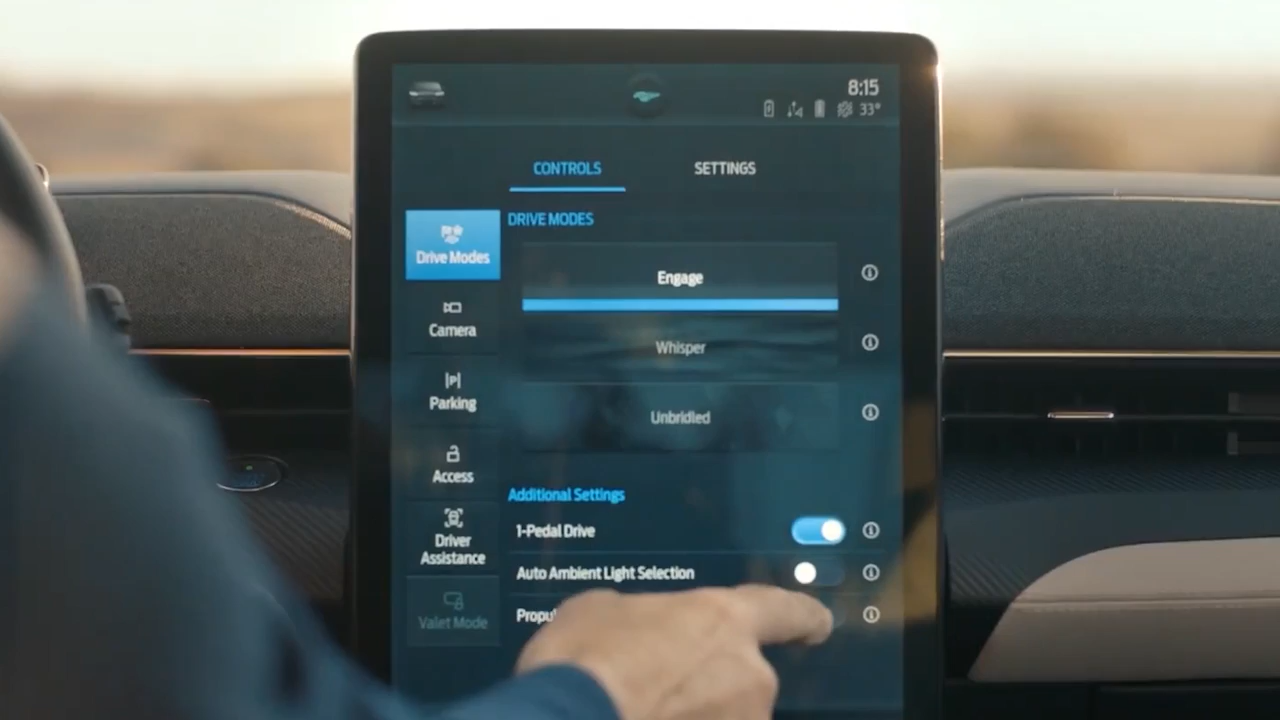 8:15
33°
CONTROLS SETTINGS
DRIVE MODES
Drive Modes
Engage
Whisper
Camera
Parking
Unbridled
Access
Additional Settings
1-Pedal Drive
Driver
Assistance
Auto Ambient Light Selection
Valet Mode